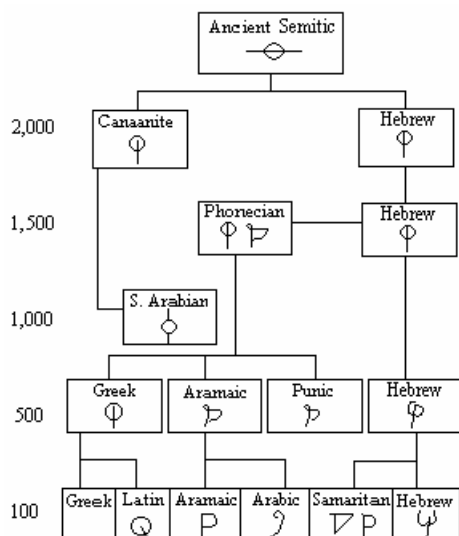 Ancient Semitic
2,000
Canaanite
Hebrew
1,500
Phonecian
Hebrew
S. Arabian
1,000
Greek
Aramaic
Punic
Hebrew
500
100
Greek
Latin
Aramaic
Arabic
Samaritan
Hebrew